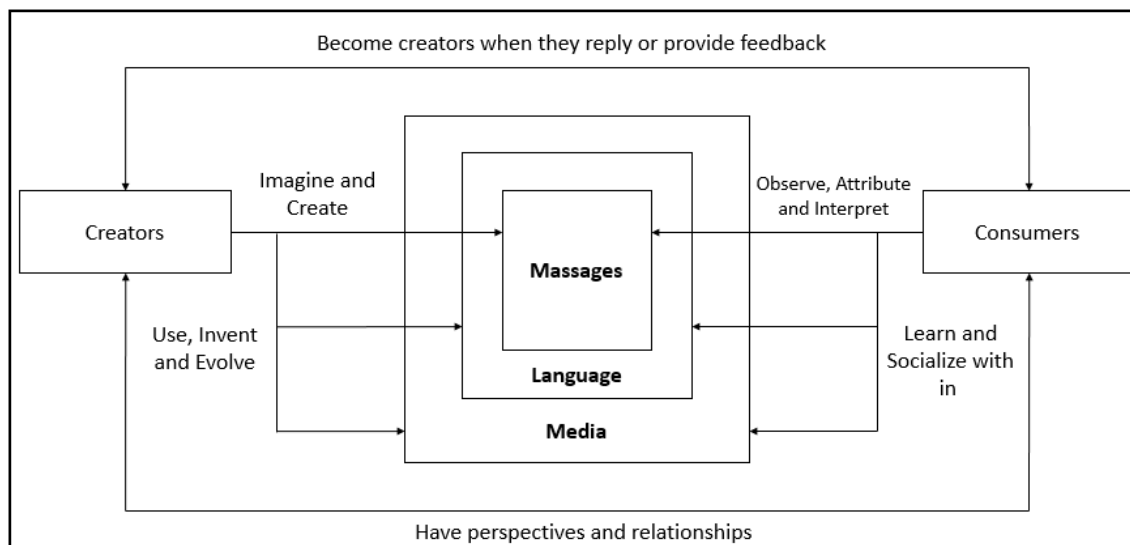 Become creators when they reply or provide feedback
Imagine and
Create
Observe, Attribute
and Interpret
Creators
Consumers
Massages
Use, Invent
and Evolve
Learn and
Socialize with
in
Language
Media
Have perspectives and relationships